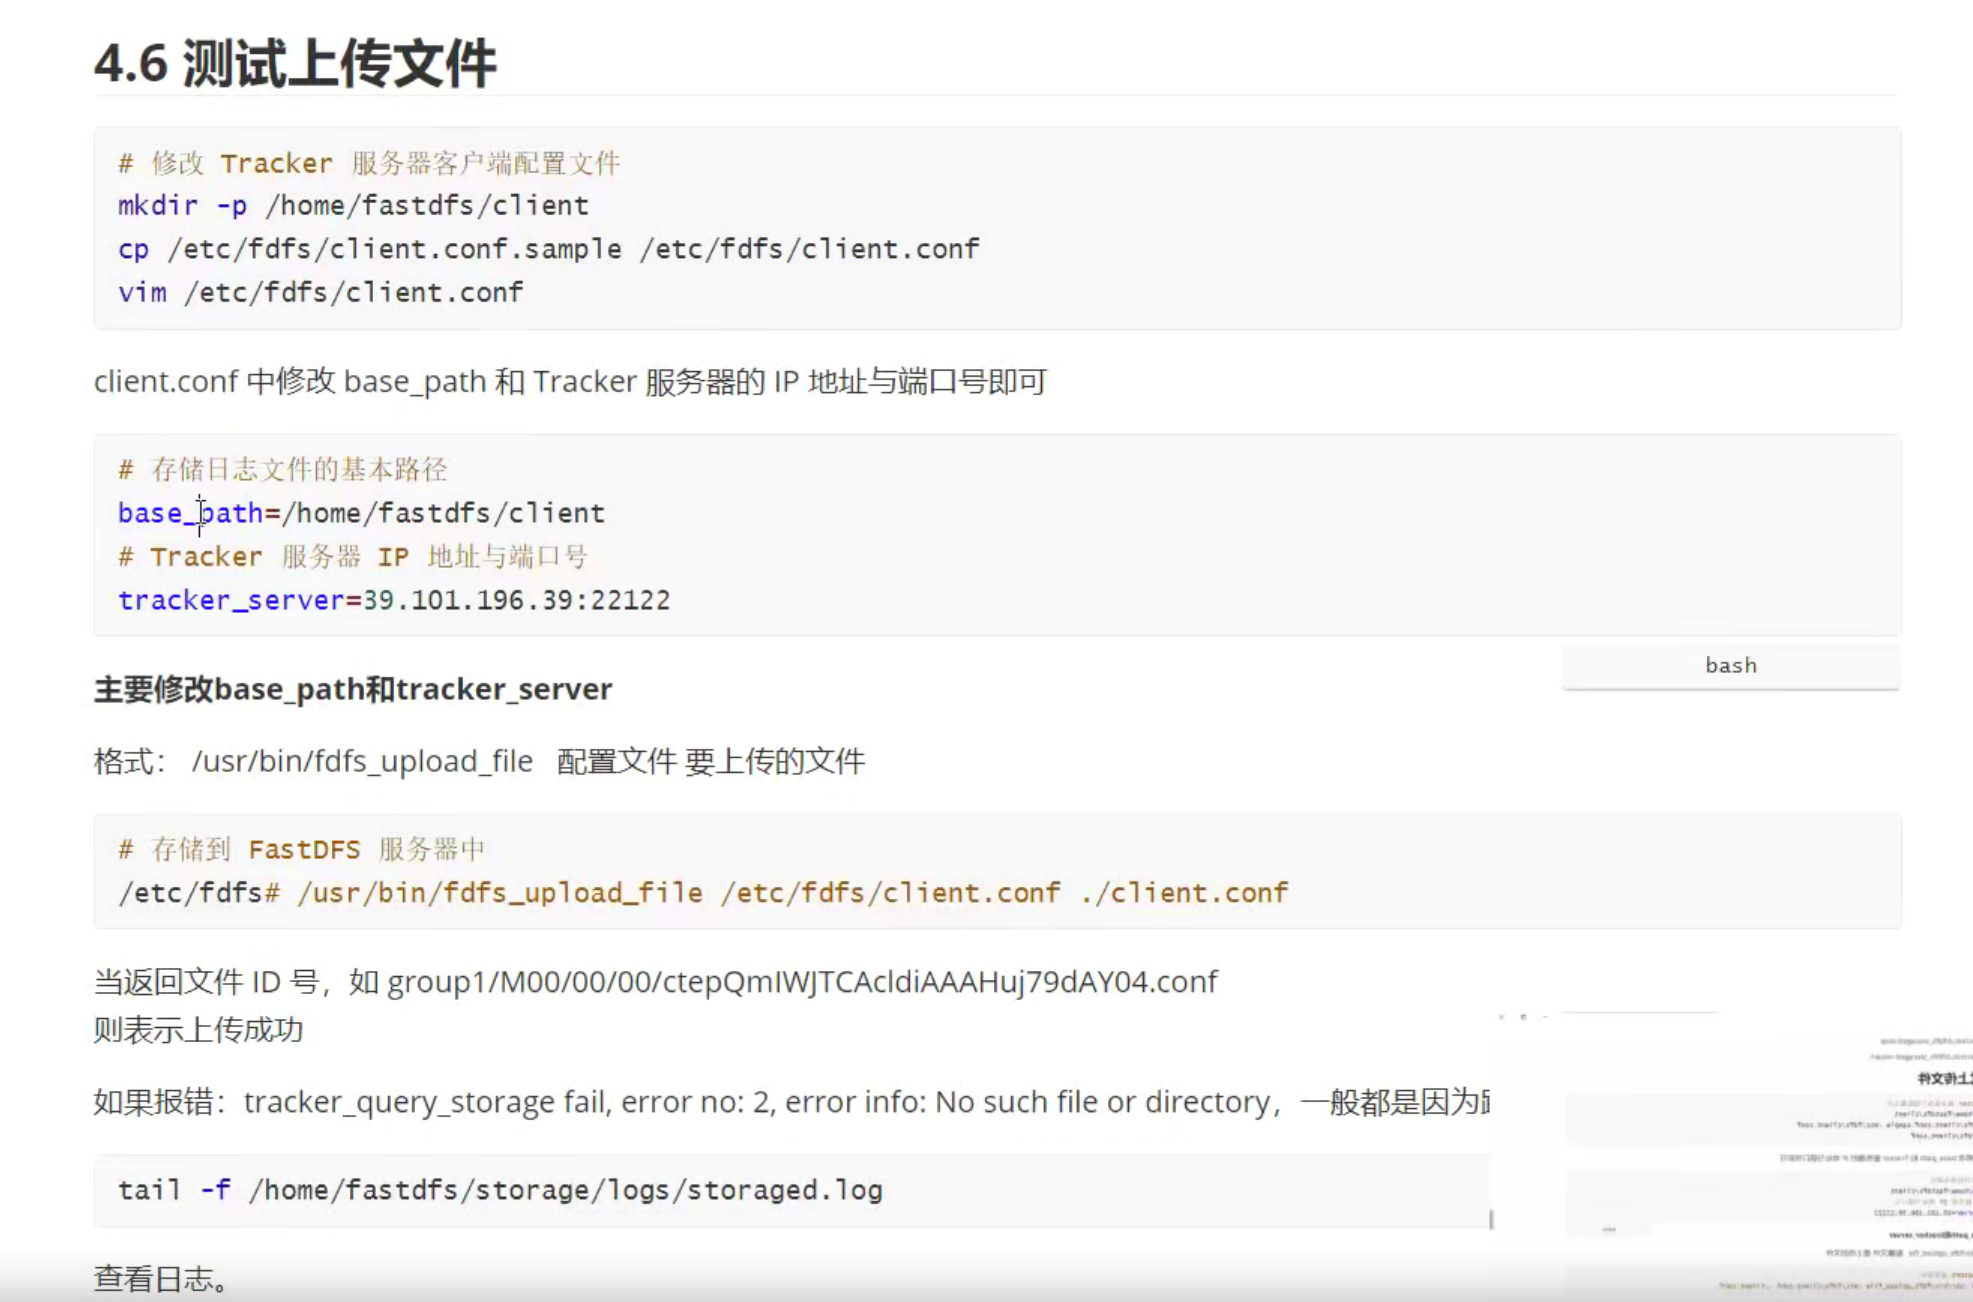 4.6 测试上传文件
# 修改 Tracker 服务器客户端配置文件
mkdir -p /home/fastdfs/client
cp /etc/fdfs/client.conf.sample /etc/fdfs/client.conf
vim /etc/fdfs/client.conf
client.conf 中修改 base_path 和 Tracker 服务器的 IP 地址与端口号即可
# 存储日志文件的基本路径
base_path=/home/fastdfs/client
# Tracker 服务器 IP 地址与端口号
tracker_server=39.101.196.39:22122
bash
主要修改base_path和tracker_server
格式： /usr/bin/fdfs_upload_file 配置文件 要上传的文件
# 存储到 FastDFS 服务器中
/etc/fdfs# /usr/bin/fdfs_upload_file /etc/fdfs/client.conf ./client.conf
当返回文件 ID 号，如 group1/M00/00/00/ctepQmIWJTCAcldiAAAHuj79dAY04.conf
则表示上传成功
如果报错：tracker_query_storage fail, error no: 2, error info: No such file or directory，一般都是因为
tail -f /home/fastdfs/storage/logs/storaged.log
查看日志。